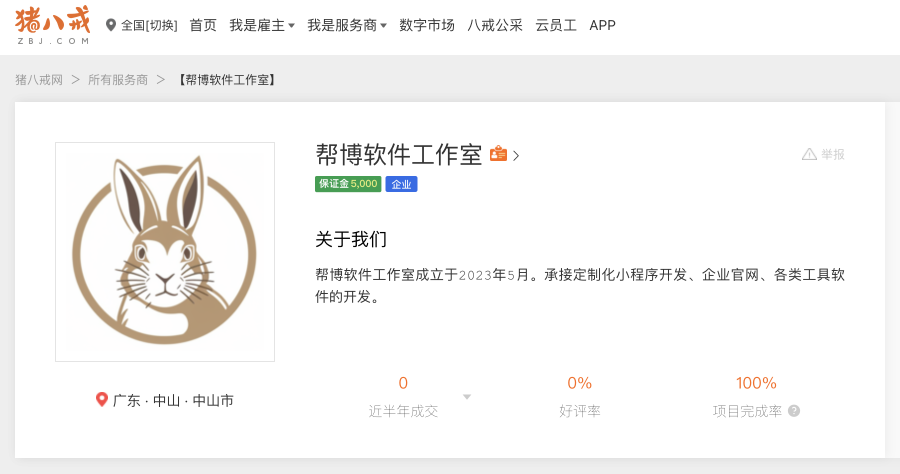 猪八戒
ZBJ.COM
全国[切换] 首页 我是雇主 我是服务商 数字市场 八戒公采 云员工 APP
猪八戒网 > 所有服务商 > 【帮博软件工作室】
帮博软件工作室
举报
保证金 5,000 企业
关于我们
帮博软件工作室成立于2023年5月。承接定制化小程序开发、企业官网、各类工具软
件的开发。
广东 · 中山 · 中山市
0 0% 100%
近半年成交 好评率 项目完成率 ?